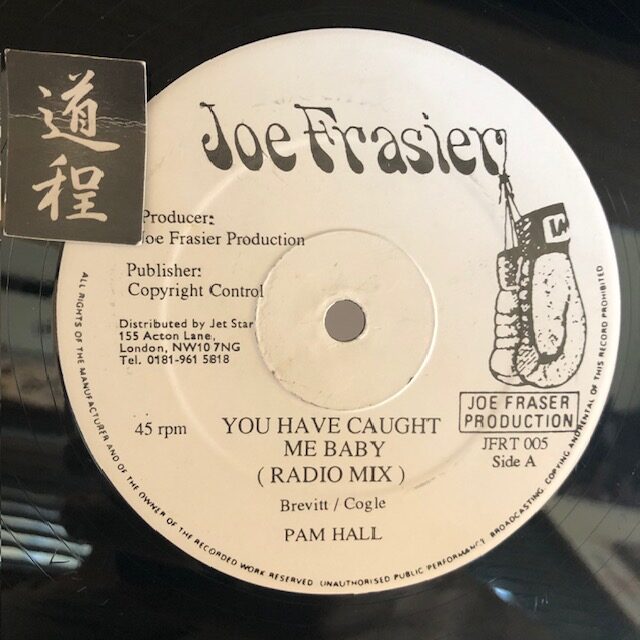 道程
Joe Frasier
Producer:
Joe Frasier Production
Publisher:
Copyright Control
Distributed by Jet Star
155 Acton Lane,
London, NW10 7NG
Tel. 0181-961 5818
JOE FRASER
PRODUCTION
JFRT 005
Side A
45 rpm
YOU HAVE CAUGHT
ME BABY
( RADIO MIX )
Brevitt / Cogle
PAM HALL
ALL RIGHTS OF THE MANUFACTURER AND OF THE OWNER OF THE RECORDED WORK RESERVED UNAUTHORISED PUBLIC PERFORMANCE, BROADCASTING, COPYING AND RENTAL OF THIS RECORD PROHIBITED